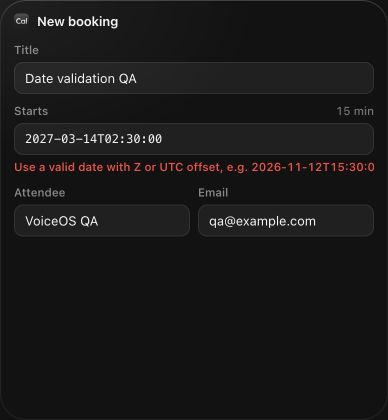 Cal New booking
Title
Date validation QA
Starts 15 min
2027-03-14T02:30:00
Use a valid date with Z or UTC offset, e.g. 2026-11-12T15:30:0
Attendee Email
VoiceOS QA qa@example.com